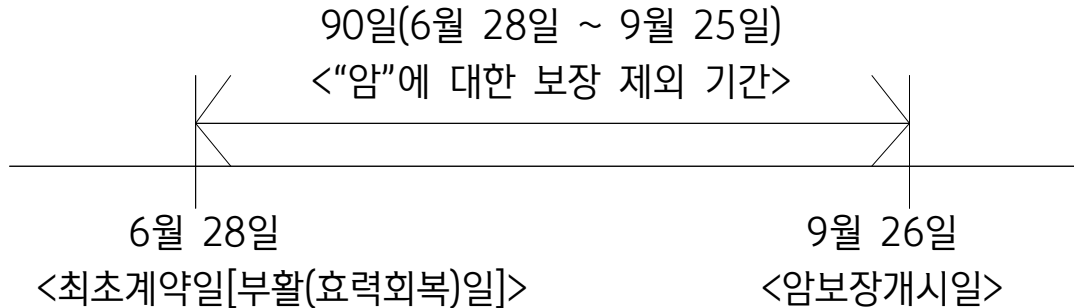 90일(6월 28일 ~ 9월 25일)
<“암”에 대한 보장 제외 기간>
6월 28일
<최초계약일[부활(효력회복)일]>
9월 26일
<암보장개시일>